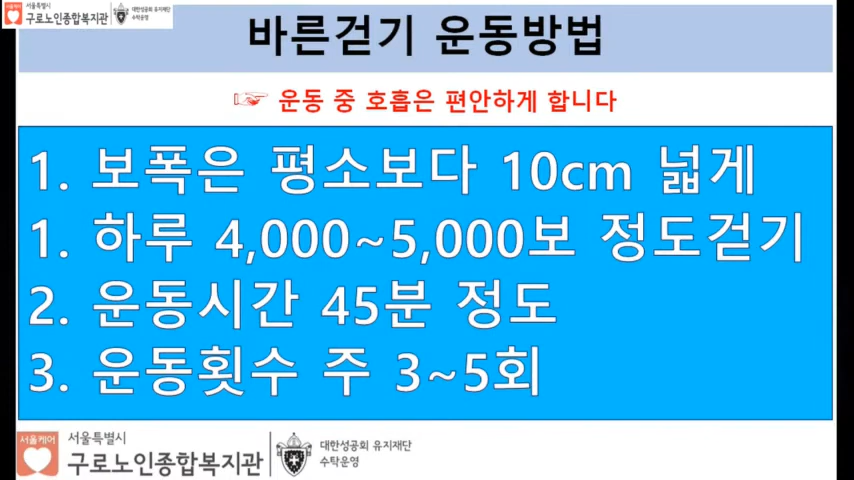 서울특별시
구로노인종합복지관
대한성공회 유지재단
수탁운영
바른걷기 운동방법
☞ 운동 중 호흡은 편안하게 합니다
1. 보폭은 평소보다 10cm 넓게
1. 하루 4,000~5,000보 정도걷기
2. 운동시간 45분 정도
3. 운동횟수 주 3~5회
서울케어
서울특별시
구로노인종합복지관
대한성공회 유지재단
수탁운영